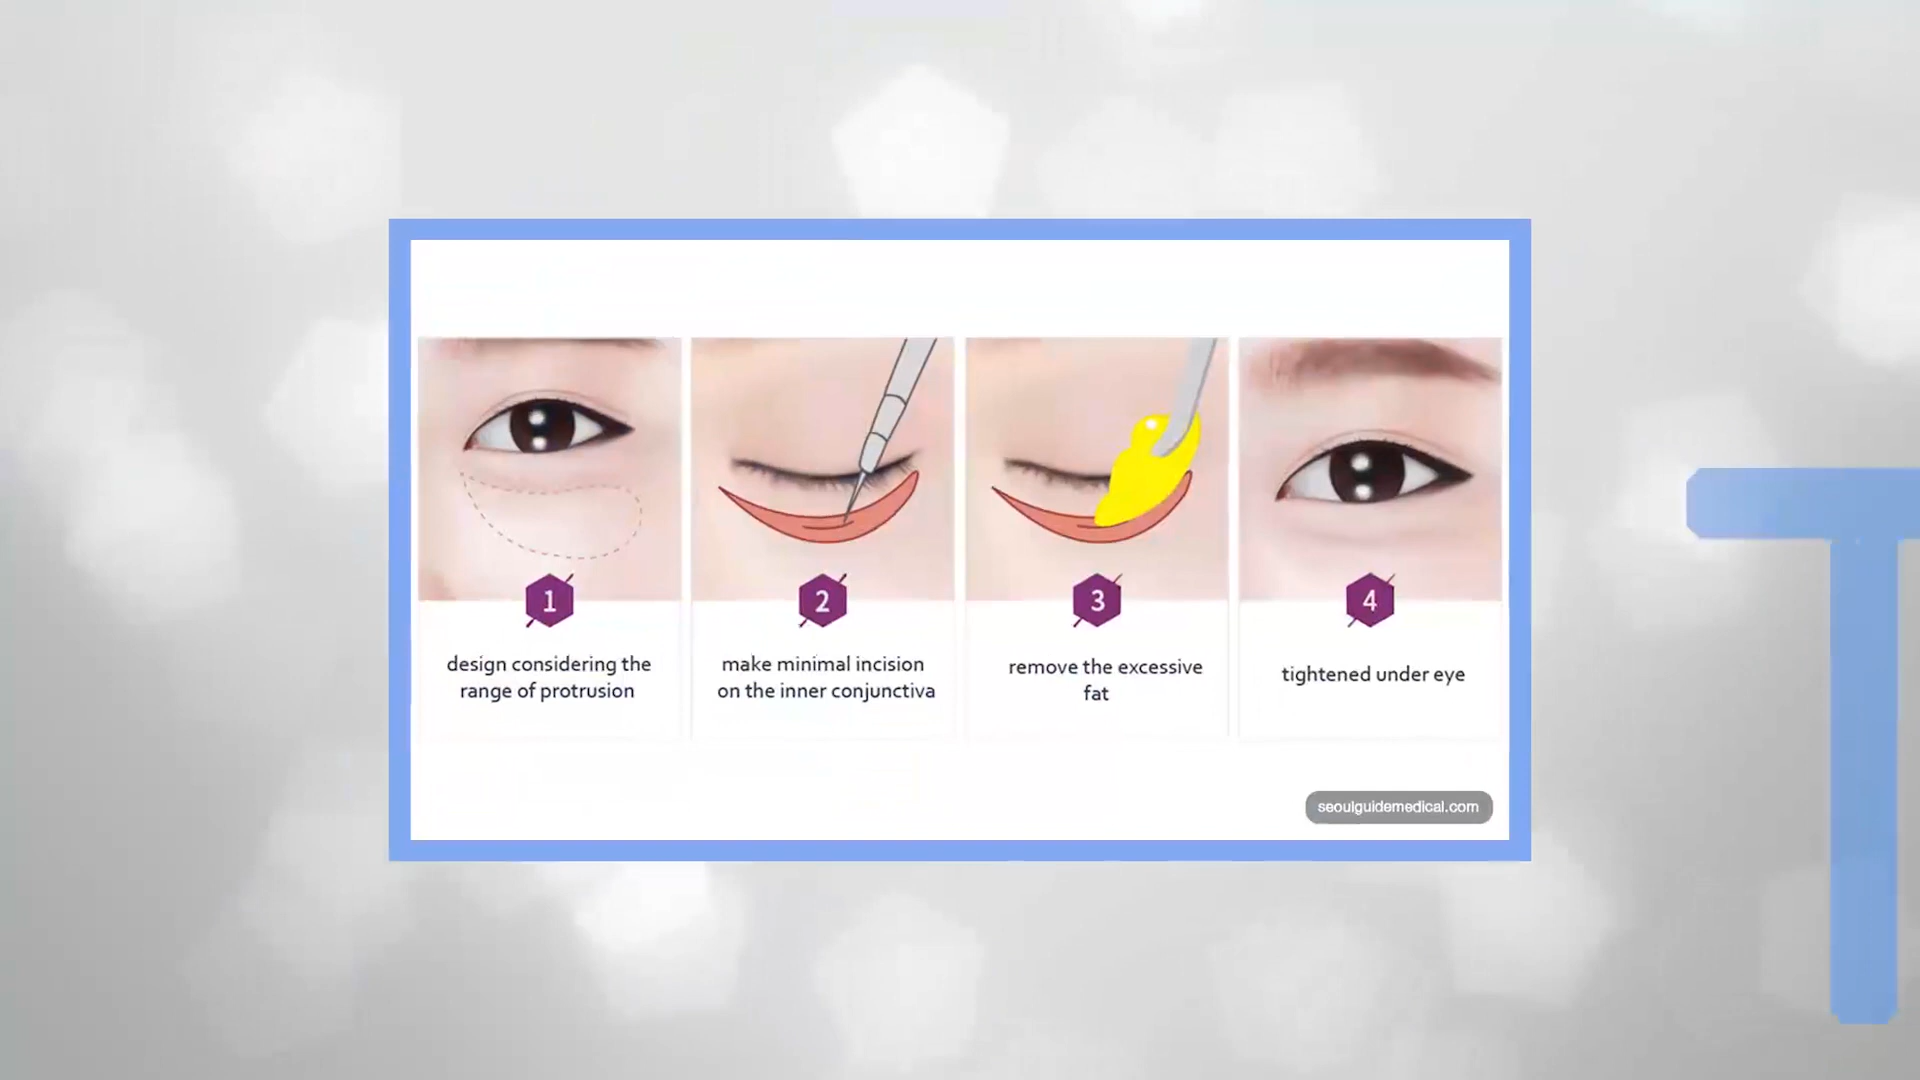 1
design considering the
range of protrusion
2
make minimal incision
on the inner conjunctiva
3
remove the excessive
fat
4
tightened under eye
seoulguidemedical.com
T